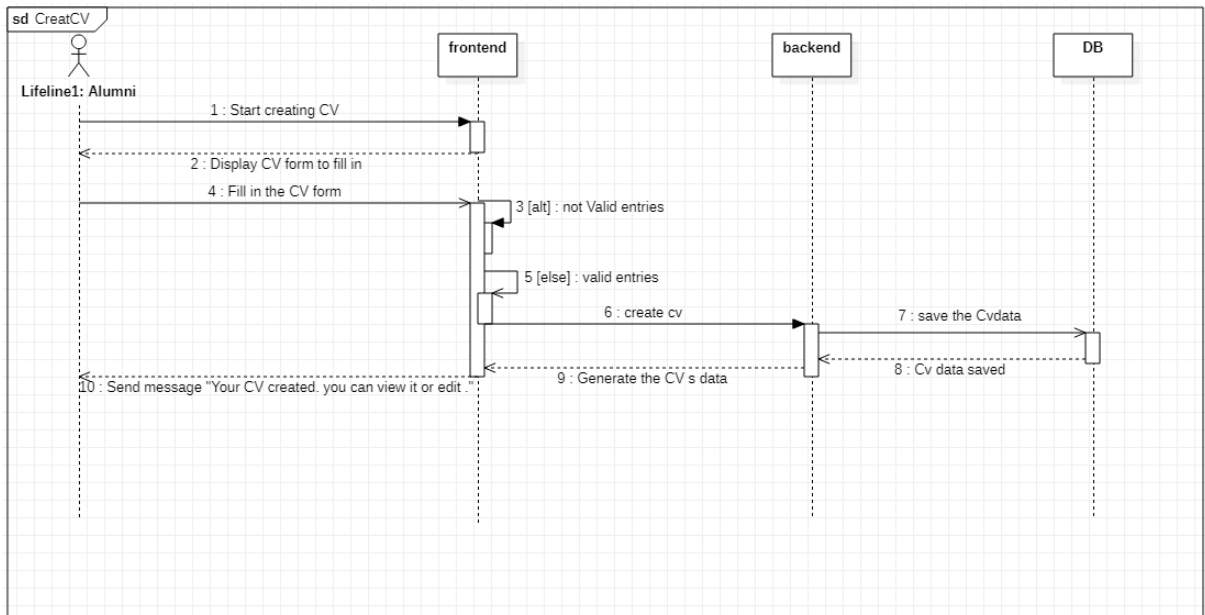 sd CreatCV
frontend
backend
DB
Lifeline1: Alumni
1 : Start creating CV
2 : Display CV form to fill in
4 : Fill in the CV form
3 [alt] : not Valid entries
5 [else] : valid entries
6 : create cv
7 : save the Cvdata
8 : Cv data saved
9 : Generate the CV s data
10 : Send message "Your CV created. you can view it or edit ."